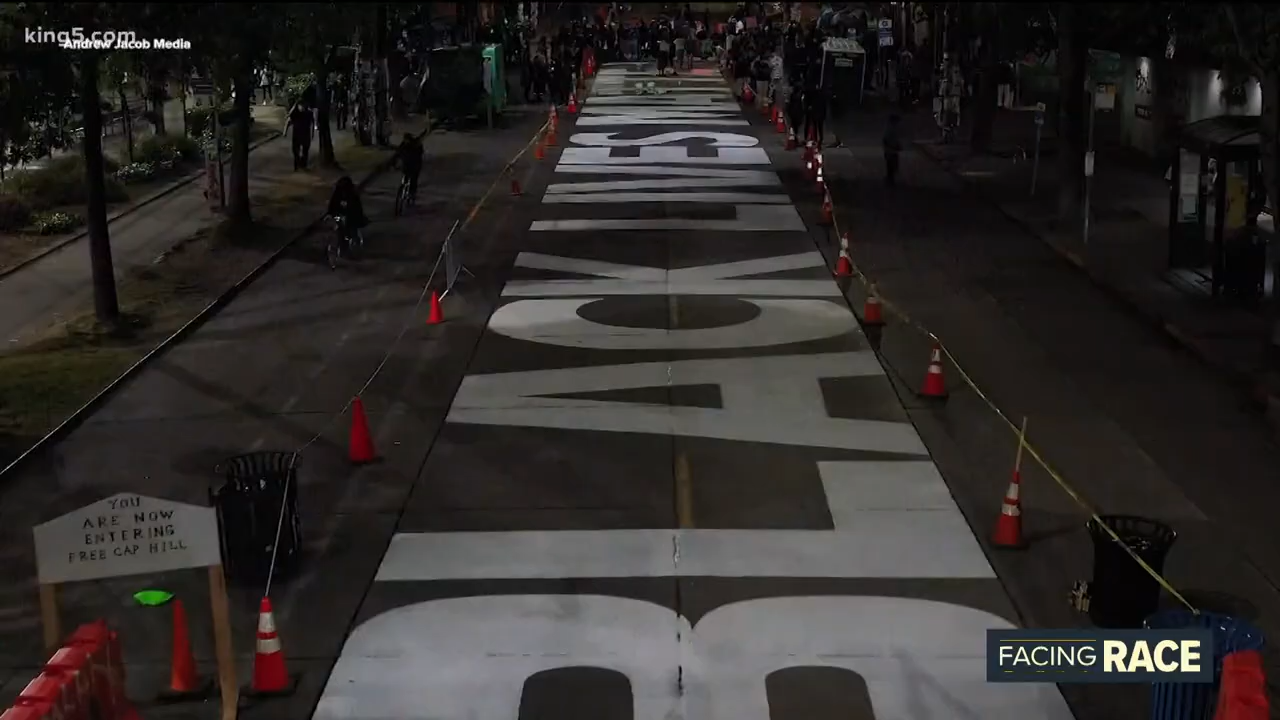 king5.com
Andrew Jacob Media
BLACK LIVES
YOU
ARE NOW
ENTERING
FREE CAP HILL
FACING RACE